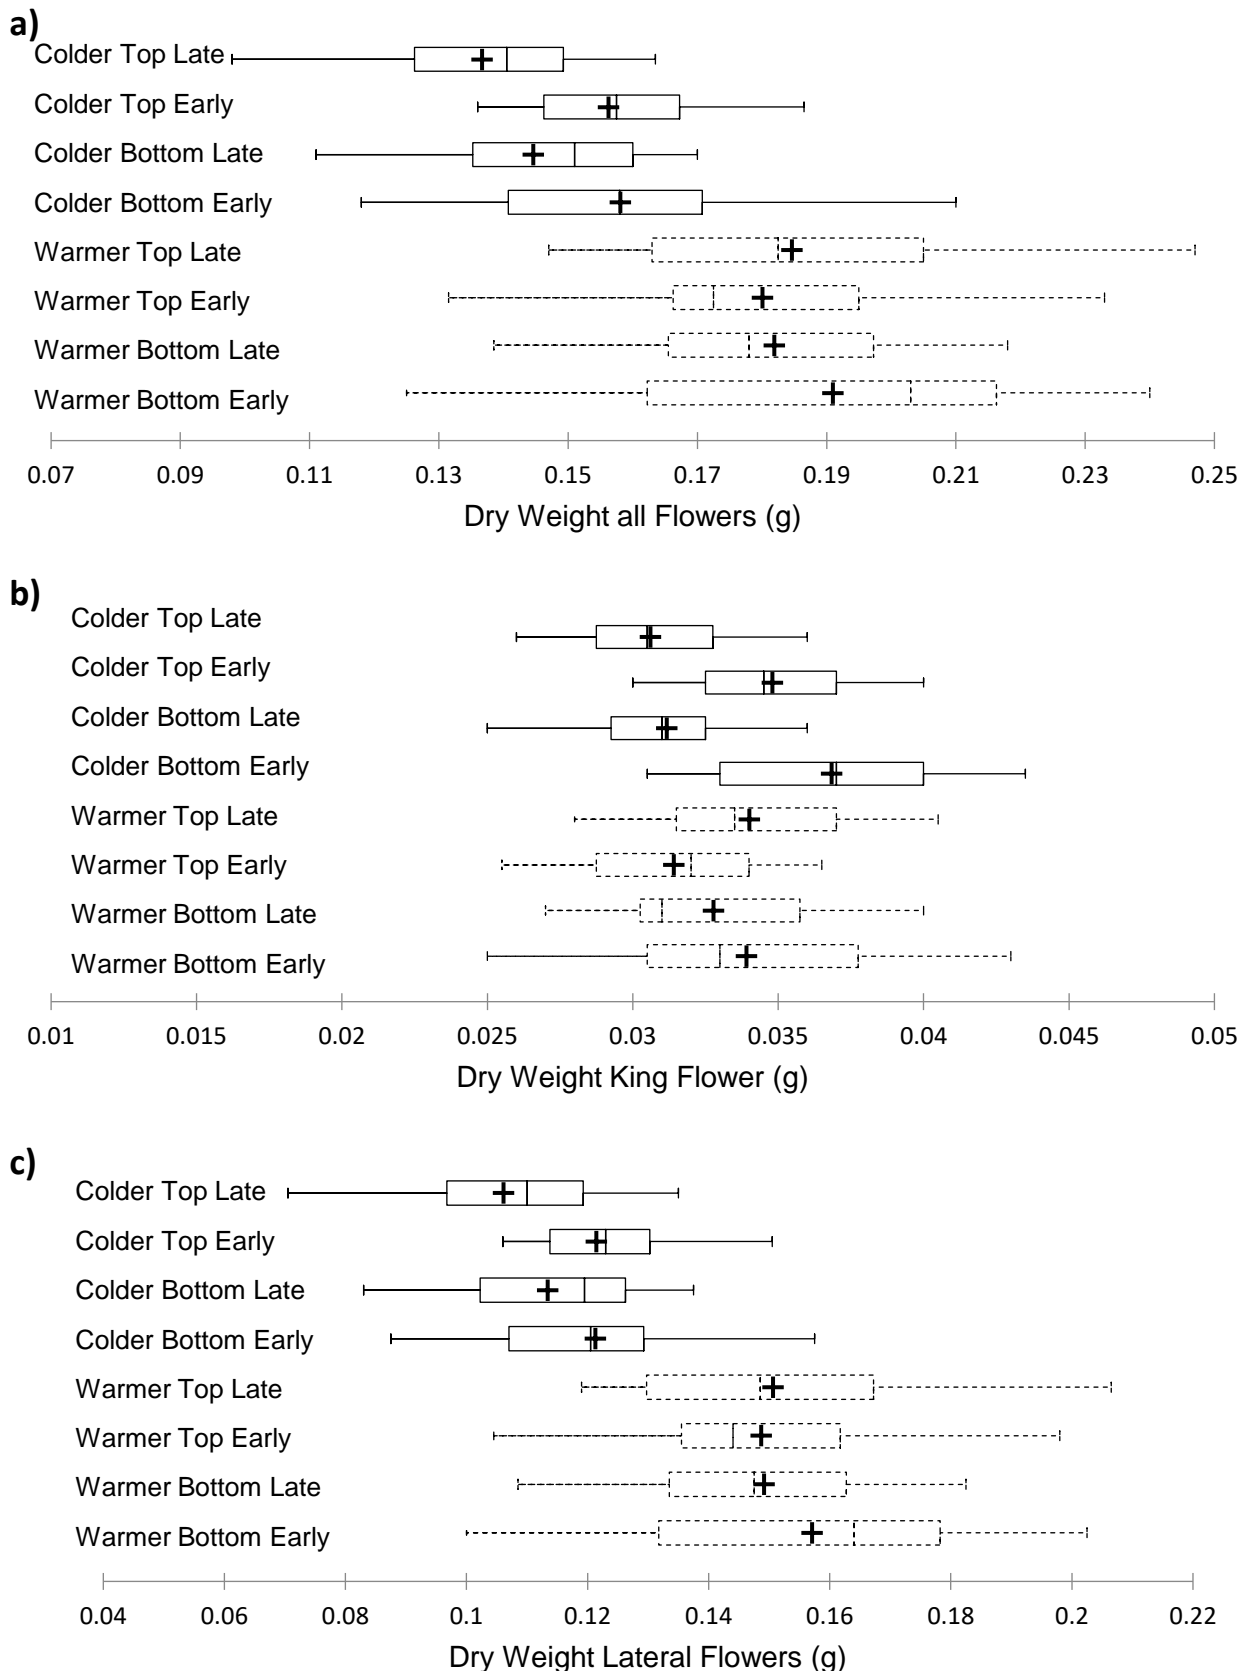 a)
Colder Top Late
Colder Top Early
Colder Bottom Late
Colder Bottom Early
Warmer Top Late
Warmer Top Early
Warmer Bottom Late
Warmer Bottom Early
0.07 0.09 0.11 0.13 0.15 0.17 0.19 0.21 0.23 0.25
Dry Weight all Flowers (g)
b)
Colder Top Late
Colder Top Early
Colder Bottom Late
Colder Bottom Early
Warmer Top Late
Warmer Top Early
Warmer Bottom Late
Warmer Bottom Early
0.01 0.015 0.02 0.025 0.03 0.035 0.04 0.045 0.05
Dry Weight King Flower (g)
c)
Colder Top Late
Colder Top Early
Colder Bottom Late
Colder Bottom Early
Warmer Top Late
Warmer Top Early
Warmer Bottom Late
Warmer Bottom Early
0.04 0.06 0.08 0.1 0.12 0.14 0.16 0.18 0.2 0.22
Dry Weight Lateral Flowers (g)